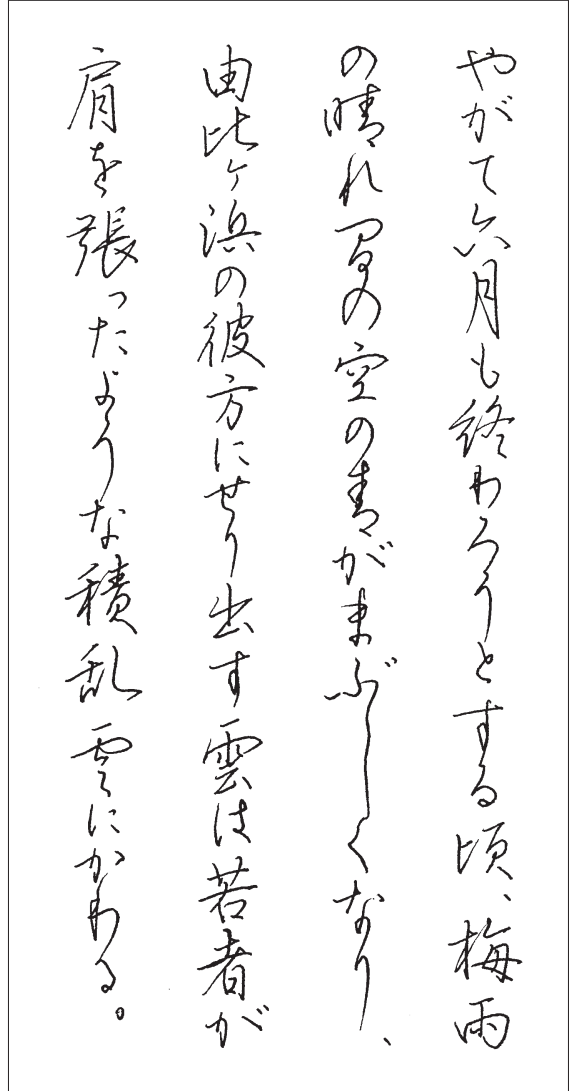 やがて六月も終わろうとする頃、梅雨
の晴れ間の空の青がまぶしくなり、
由比ヶ浜の彼方にせり出す雲は若者が
肩を張ったような積乱雲にかわる。